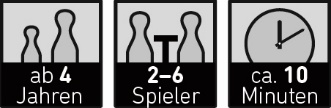 ab 4
Jahren
2–6
Spieler
ca. 10
Minuten